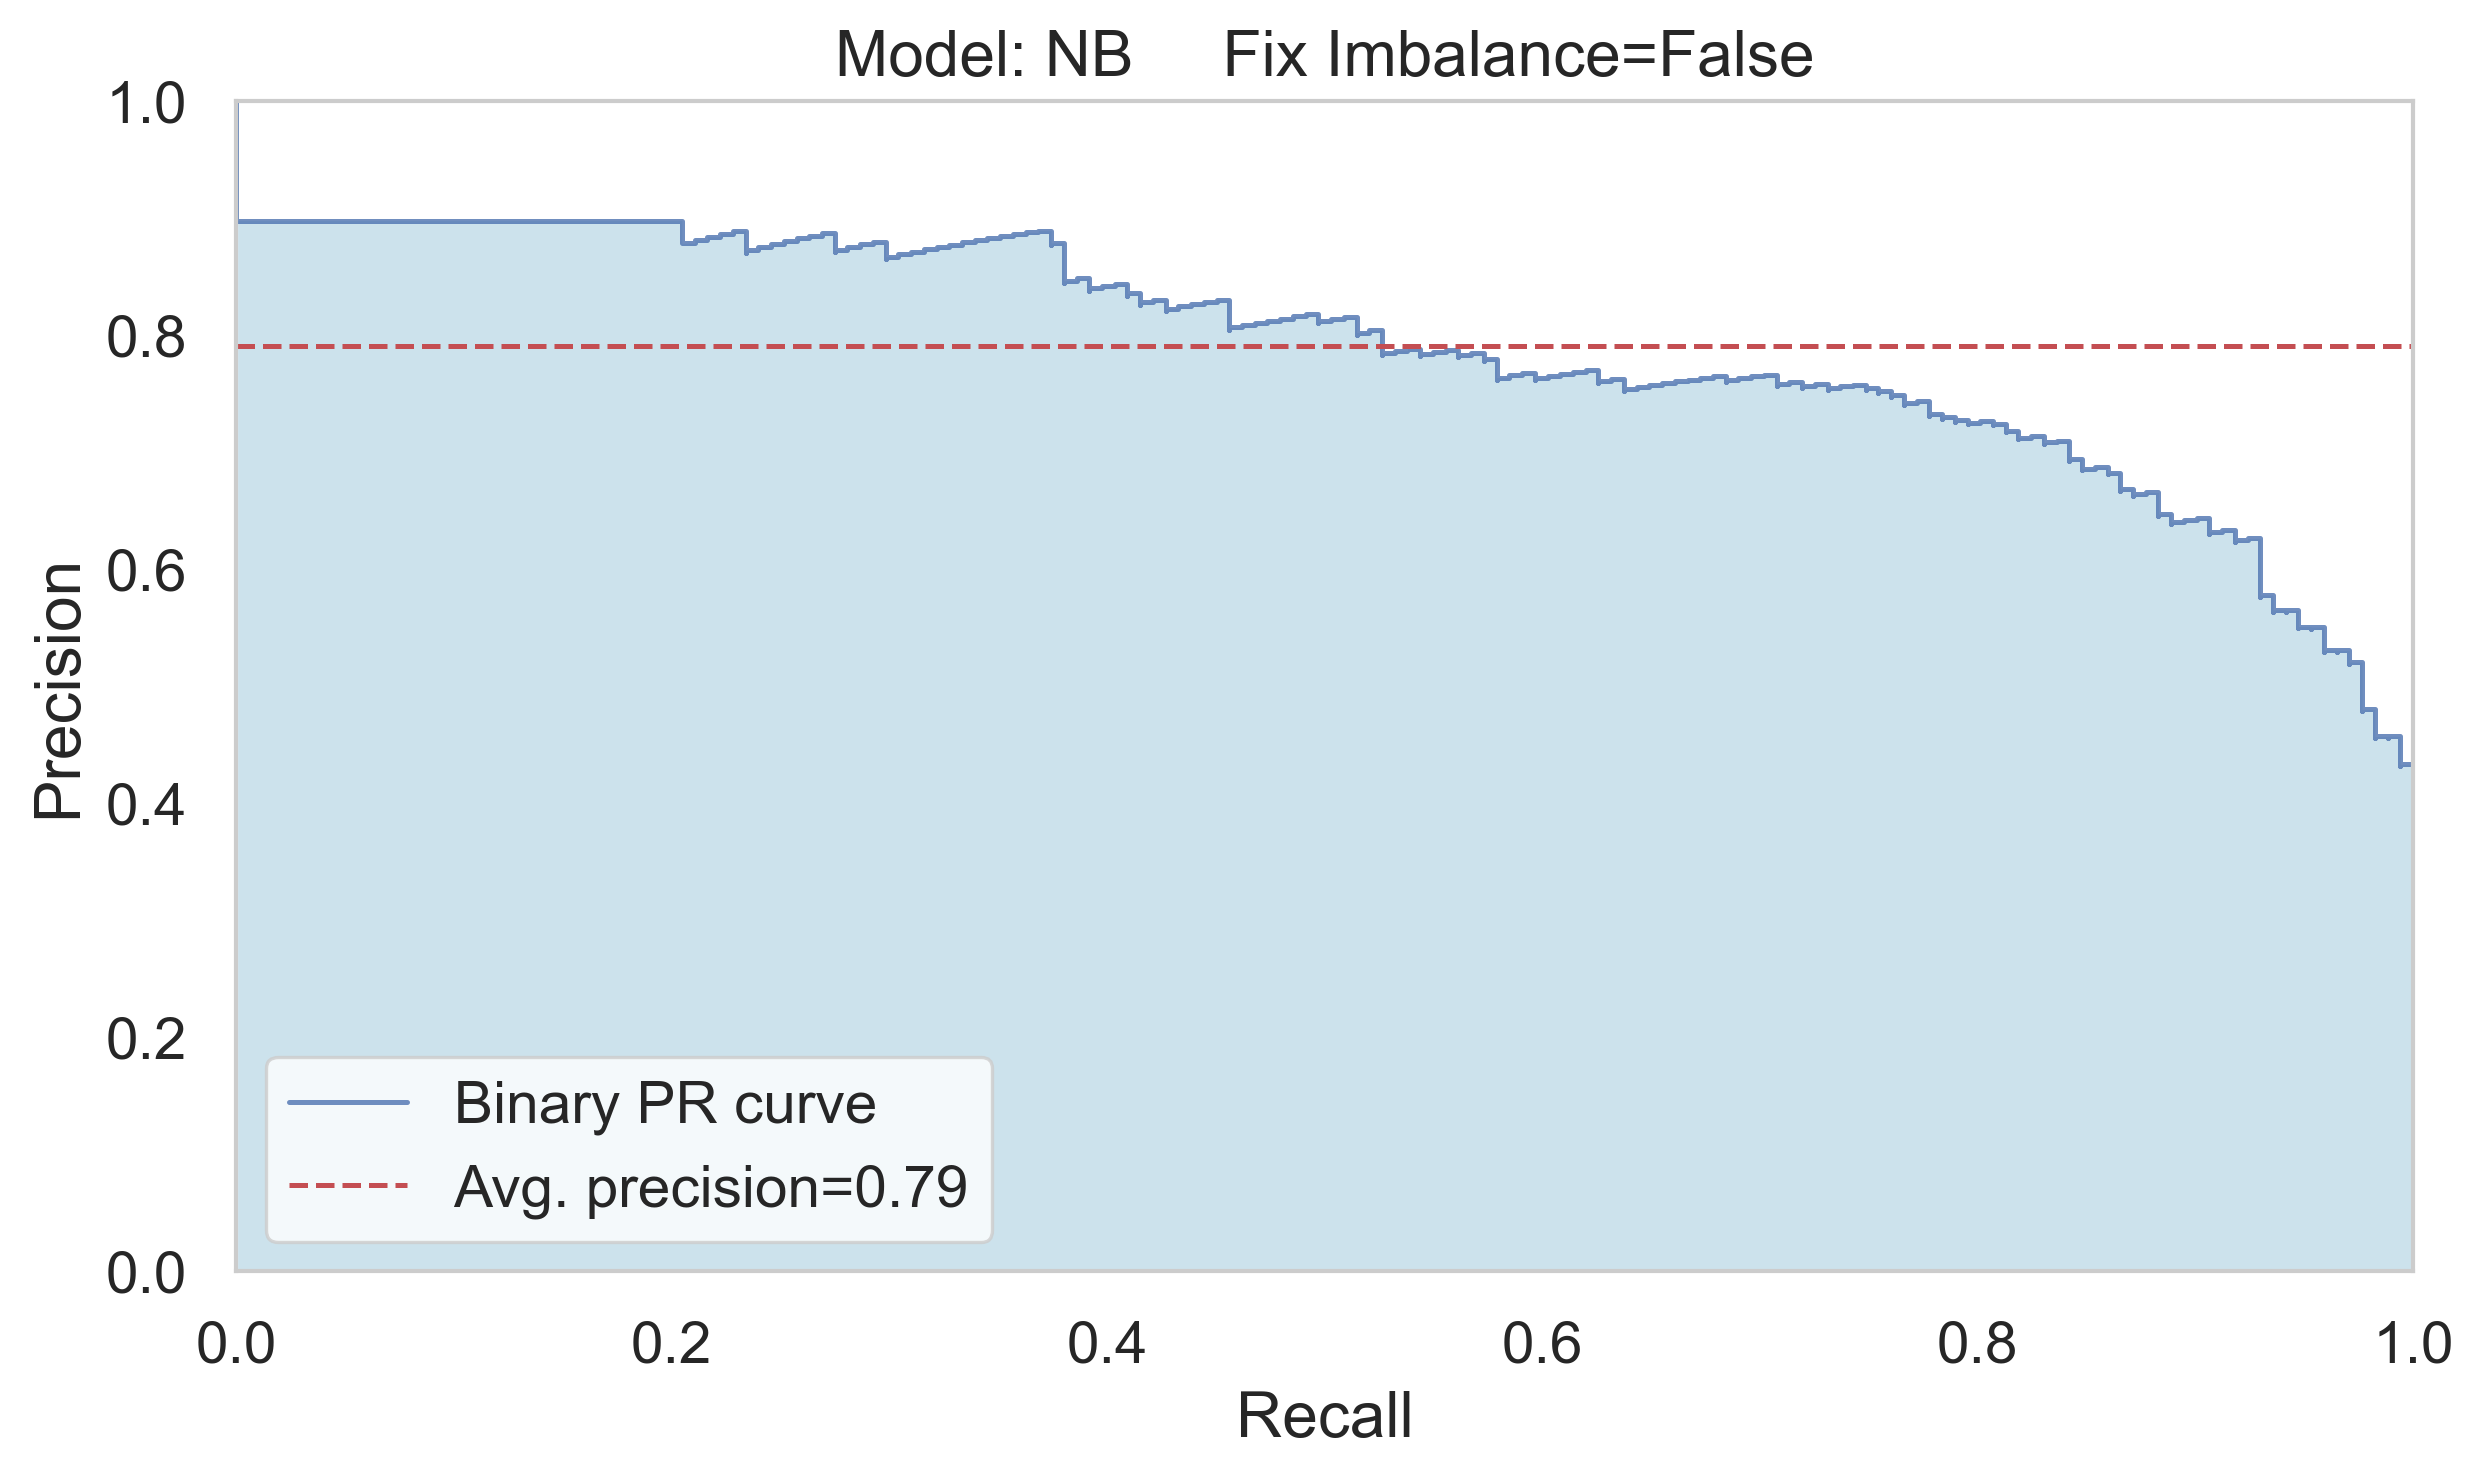 Model: NB Fix Imbalance=False
1.0
0.8
0.6
0.4
0.2
0.0
Precision
Binary PR curve
Avg. precision=0.79
0.0 0.2 0.4 0.6 0.8 1.0
Recall